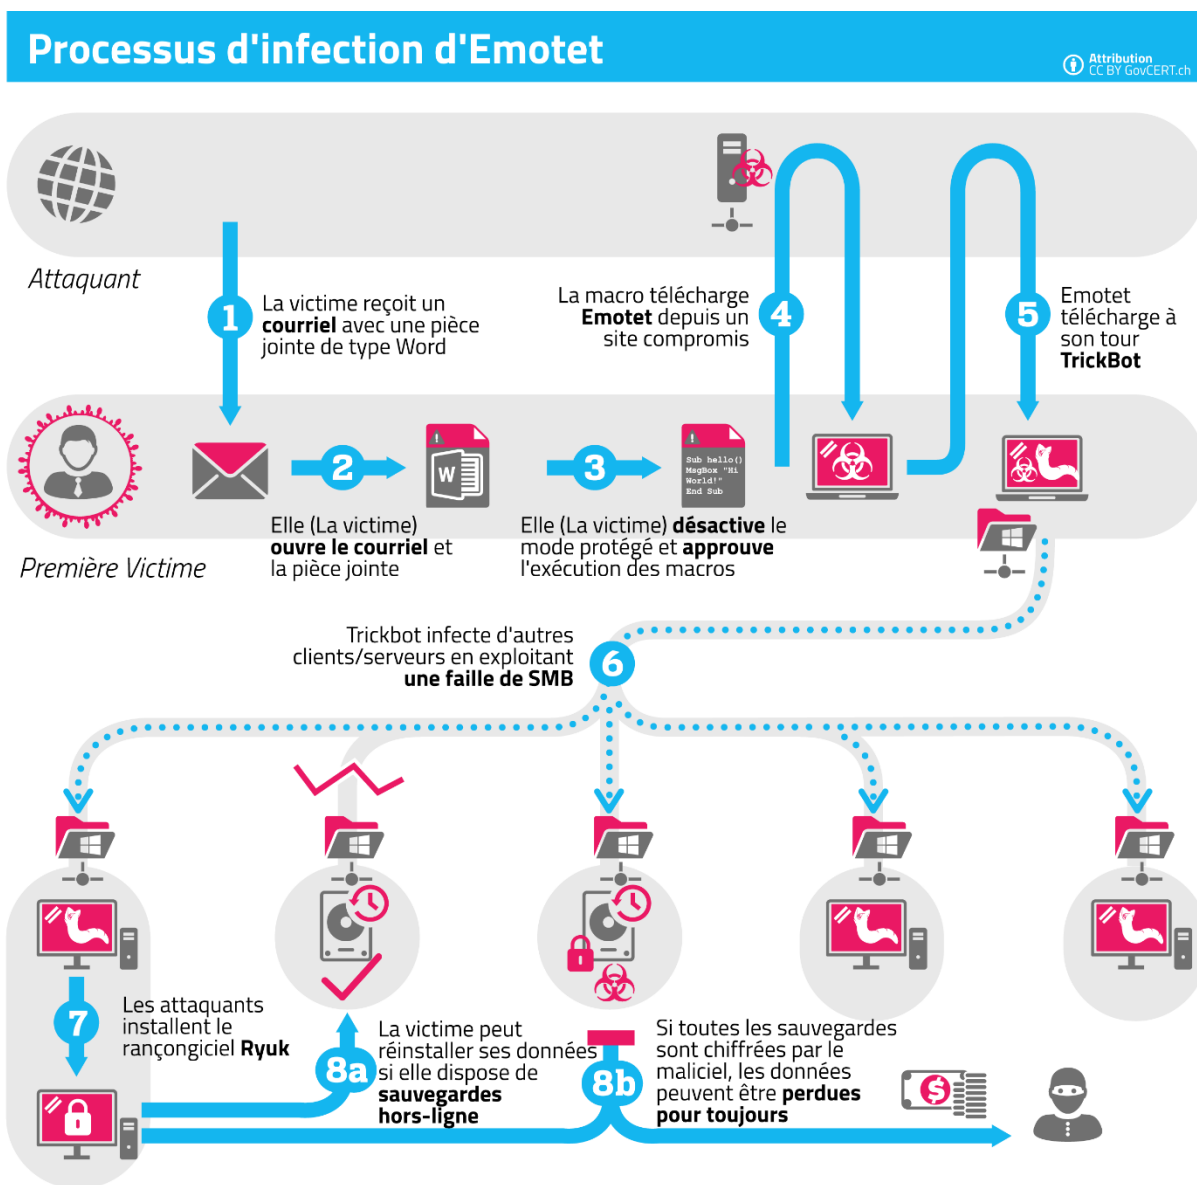 Processus d'infection d'Emotet
Attribution
CC BY GovCERT.ch
Attaquant
1
La victime reçoit un
courriel avec une pièce
jointe de type Word
La macro télécharge
Emotet depuis un
site compromis
4
5
Emotet
télécharge à
son tour
TrickBot
Première Victime
2
Elle (La victime)
ouvre le courriel et
la pièce jointe
W
3
Elle (La victime) désactive le
mode protégé et approuve
l'exécution des macros
Sub hello()
MsgBox "Hi
World!"
End Sub
Trickbot infecte d'autres
clients/serveurs en exploitant
une faille de SMB
6
7
Les attaquants
installent le
rançongiciel Ryuk
8a
La victime peut
réinstaller ses données
si elle dispose de
sauvegardes
hors-ligne
8b
Si toutes les sauvegardes
sont chiffrées par le
maliciel, les données
peuvent être perdues
pour toujours
$